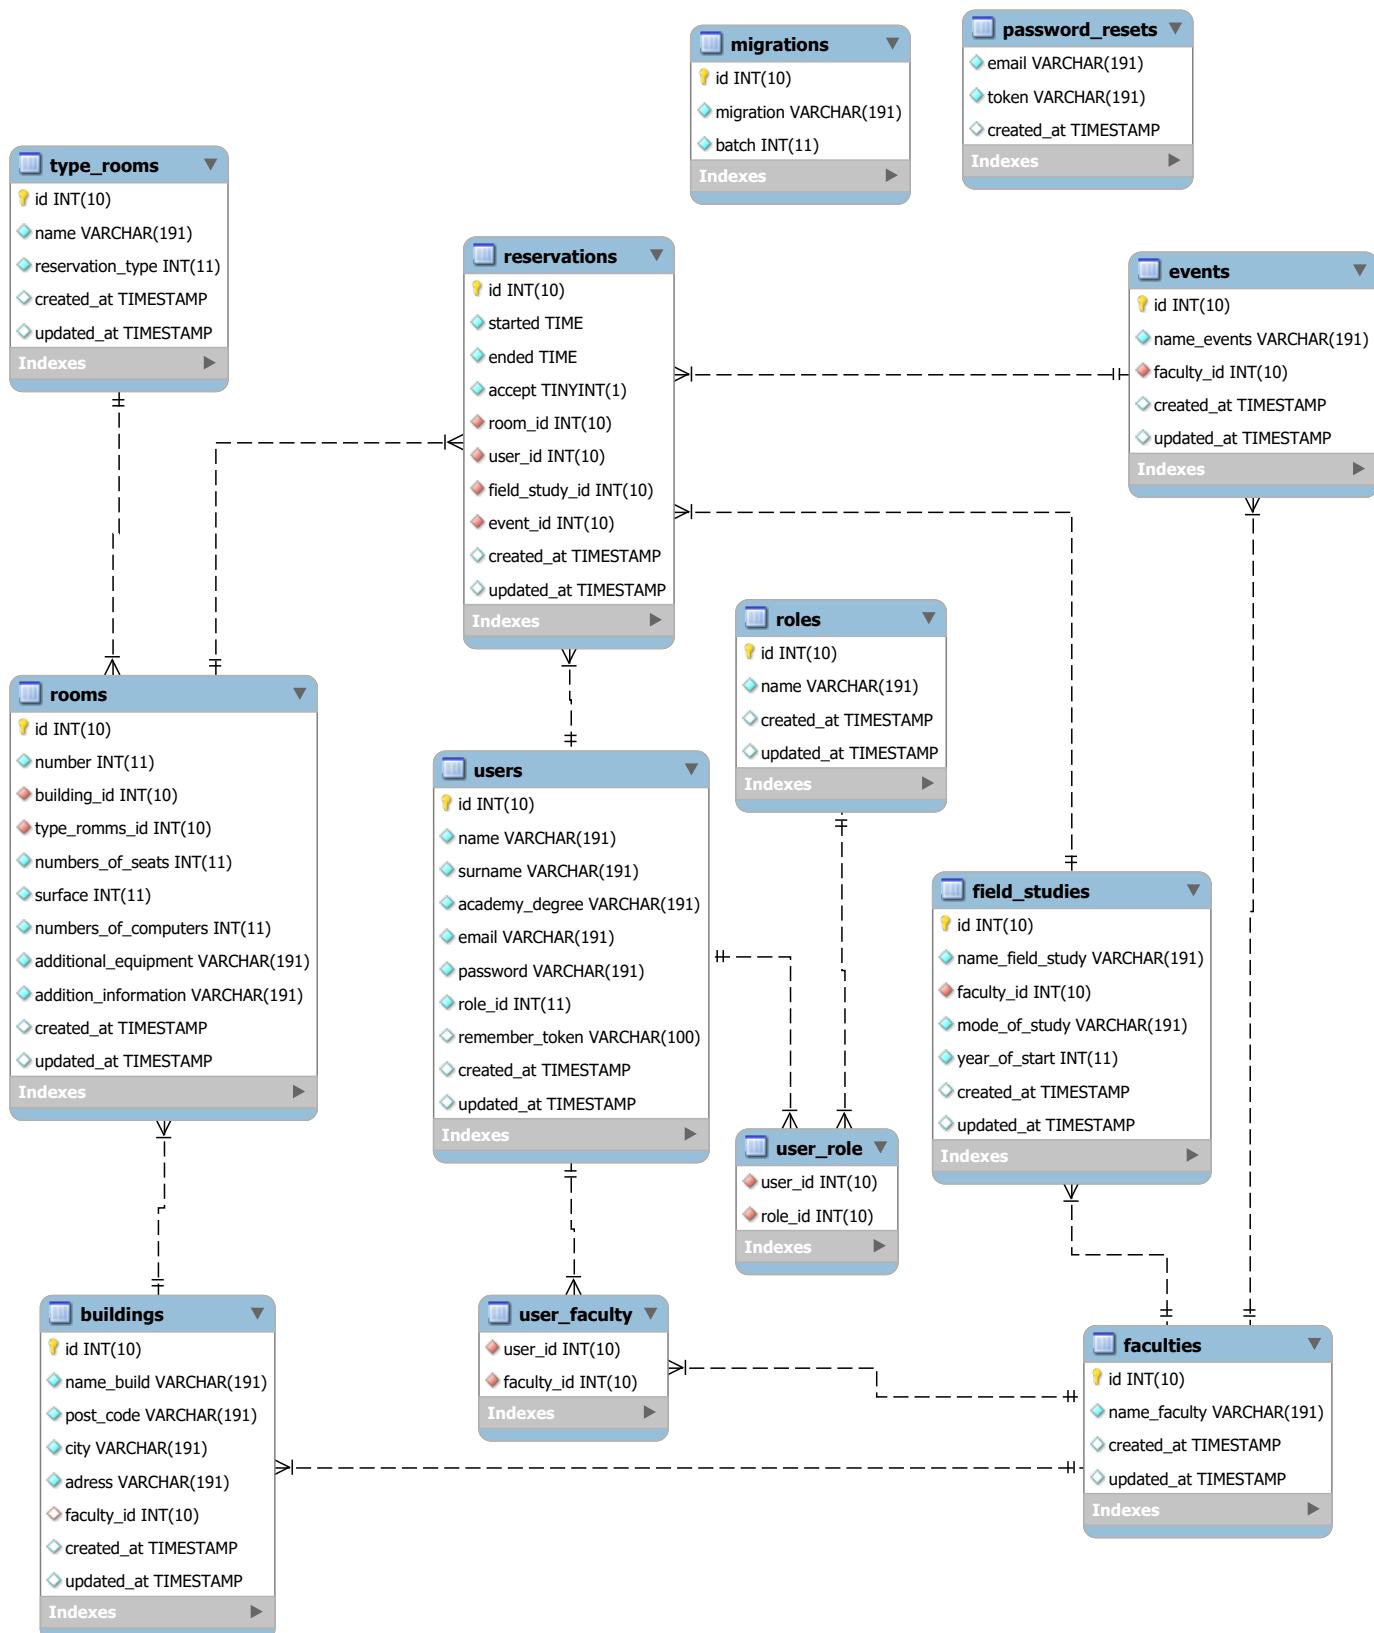 migrations
id INT(10)
migration VARCHAR(191)
batch INT(11)
Indexes
password_resets
email VARCHAR(191)
token VARCHAR(191)
created_at TIMESTAMP
Indexes
type_rooms
id INT(10)
name VARCHAR(191)
reservation_type INT(11)
created_at TIMESTAMP
updated_at TIMESTAMP
Indexes
reservations
id INT(10)
started TIME
ended TIME
accept TINYINT(1)
room_id INT(10)
user_id INT(10)
field_study_id INT(10)
event_id INT(10)
created_at TIMESTAMP
updated_at TIMESTAMP
Indexes
events
id INT(10)
name_events VARCHAR(191)
faculty_id INT(10)
created_at TIMESTAMP
updated_at TIMESTAMP
Indexes
roles
id INT(10)
name VARCHAR(191)
created_at TIMESTAMP
updated_at TIMESTAMP
Indexes
rooms
id INT(10)
number INT(11)
building_id INT(10)
type_romms_id INT(10)
numbers_of_seats INT(11)
surface INT(11)
numbers_of_computers INT(11)
additional_equipment VARCHAR(191)
addition_information VARCHAR(191)
created_at TIMESTAMP
updated_at TIMESTAMP
Indexes
users
id INT(10)
name VARCHAR(191)
surname VARCHAR(191)
academy_degree VARCHAR(191)
email VARCHAR(191)
password VARCHAR(191)
role_id INT(11)
remember_token VARCHAR(100)
created_at TIMESTAMP
updated_at TIMESTAMP
Indexes
field_studies
id INT(10)
name_field_study VARCHAR(191)
faculty_id INT(10)
mode_of_study VARCHAR(191)
year_of_start INT(11)
created_at TIMESTAMP
updated_at TIMESTAMP
Indexes
user_role
user_id INT(10)
role_id INT(10)
Indexes
buildings
id INT(10)
name_build VARCHAR(191)
post_code VARCHAR(191)
city VARCHAR(191)
adress VARCHAR(191)
faculty_id INT(10)
created_at TIMESTAMP
updated_at TIMESTAMP
Indexes
user_faculty
user_id INT(10)
faculty_id INT(10)
Indexes
faculties
id INT(10)
name_faculty VARCHAR(191)
created_at TIMESTAMP
updated_at TIMESTAMP
Indexes